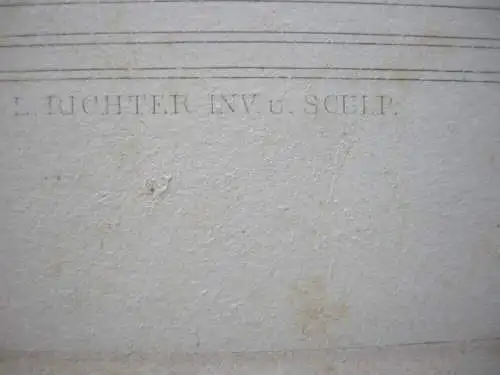 L. RICHTER INV. u. SCULP.